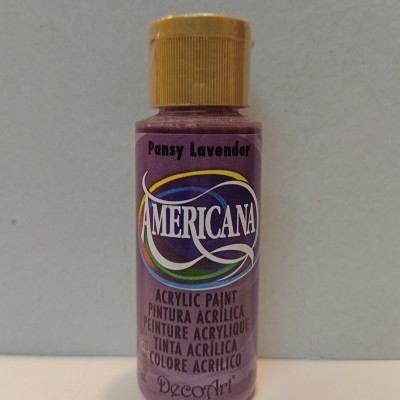 Pansy Lavender
AMERICANA
ACRYLIC PAINT
PINTURA ACRÍLICA
PEINTURE ACRYLIQUE
TINTA ACRÍLICA
COLORE ACRILICO
DecoArt